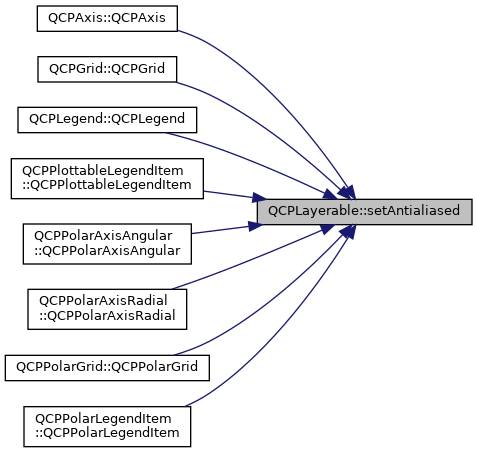 QCPAxis::QCPAxis
QCPGrid::QCPGrid
QCPLegend::QCPLegend
QCPPlottableLegendItem
::QCPPlottableLegendItem
QCPLayerable::setAntialiased
QCPPolarAxisAngular
::QCPPolarAxisAngular
QCPPolarAxisRadial
::QCPPolarAxisRadial
QCPPolarGrid::QCPPolarGrid
QCPPolarLegendItem
::QCPPolarLegendItem